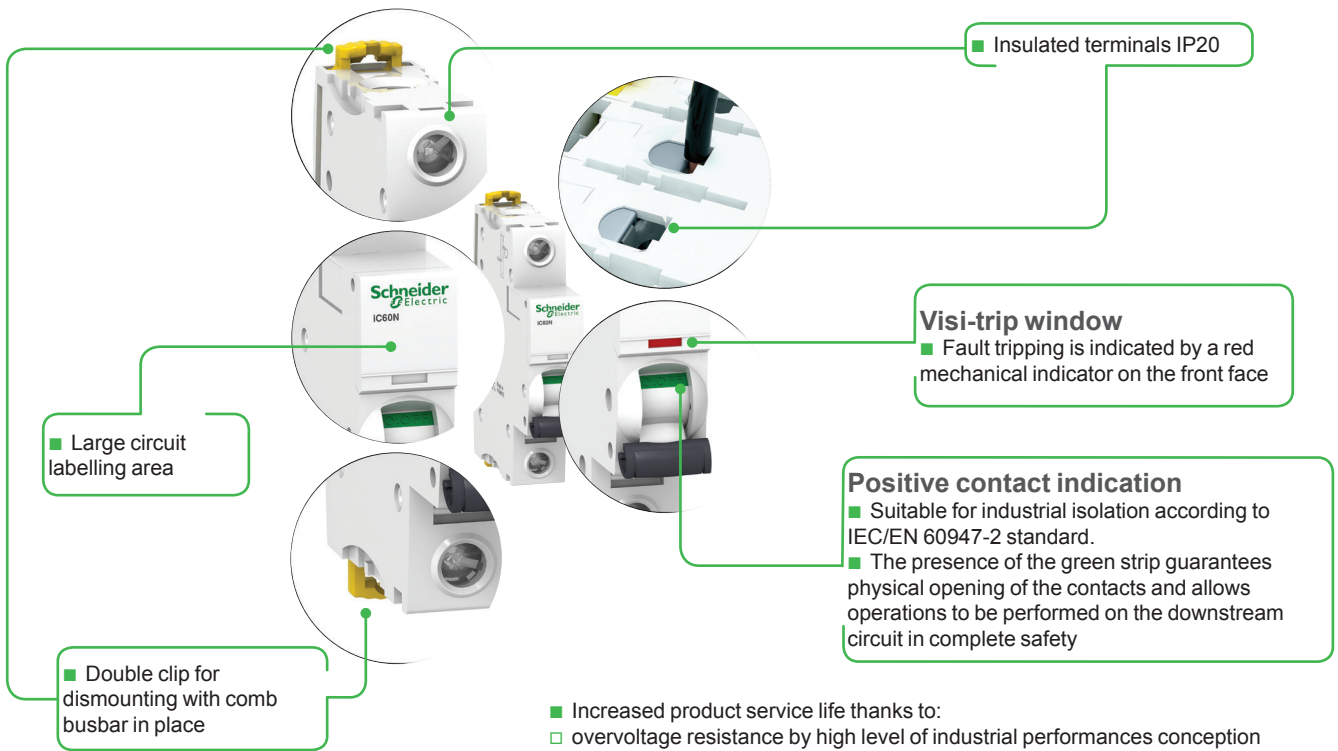 ■ Insulated terminals IP20
Schneider
Electric
iC60N
Schneider
Electric
iC60N
Visi-trip window
■ Fault tripping is indicated by a red
mechanical indicator on the front face
■ Large circuit
labelling area
Positive contact indication
■ Suitable for industrial isolation according to
IEC/EN 60947-2 standard.
■ The presence of the green strip guarantees
physical opening of the contacts and allows
operations to be performed on the downstream
circuit in complete safety
■ Double clip for
dismounting with comb
busbar in place
■ Increased product service life thanks to:
□ overvoltage resistance by high level of industrial performances conception